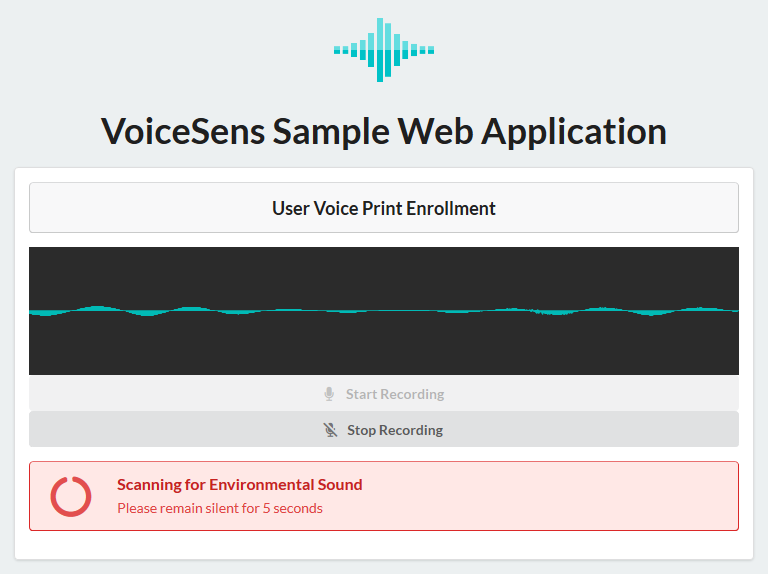 VoiceSens Sample Web Application
User Voice Print Enrollment
Start Recording
Stop Recording
Scanning for Environmental Sound
Please remain silent for 5 seconds